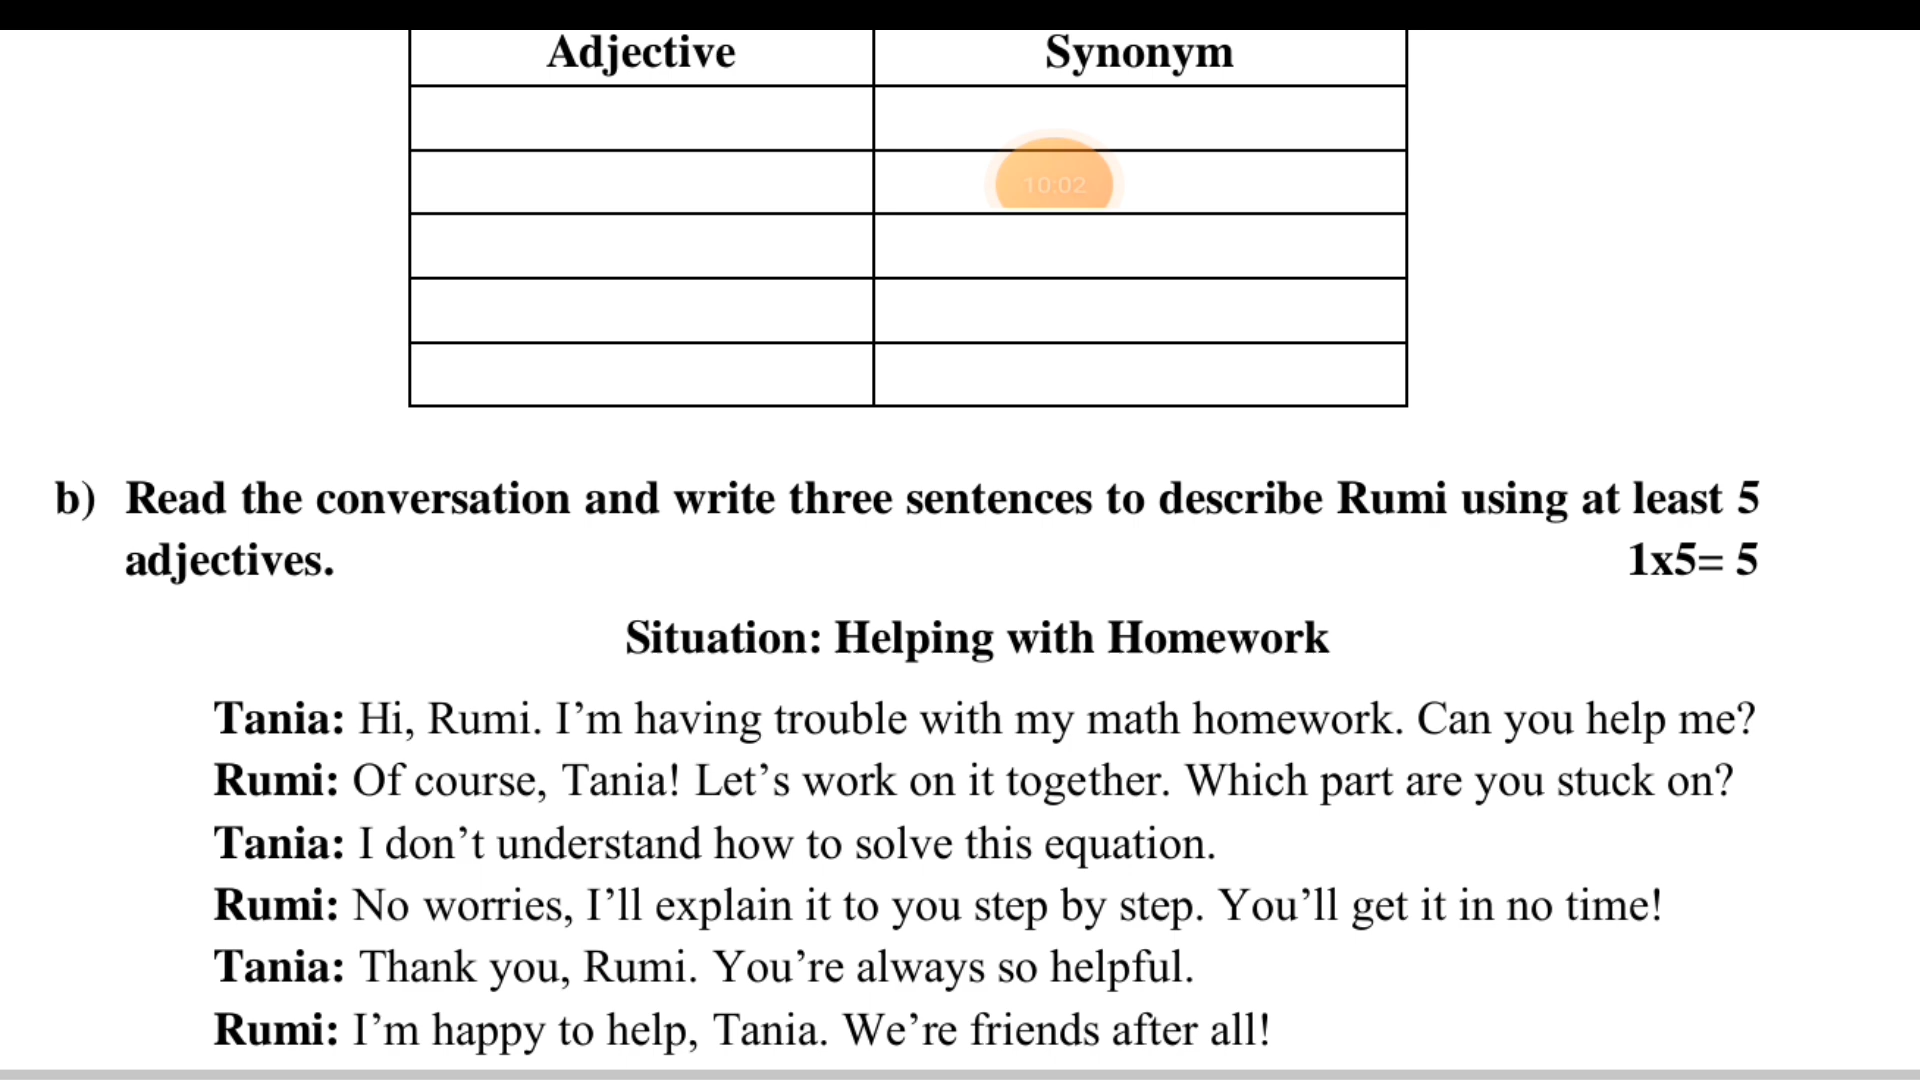 Adjective Synonym
10:02
b) Read the conversation and write three sentences to describe Rumi using at least 5
adjectives. 1x5= 5
Situation: Helping with Homework
Tania: Hi, Rumi. I’m having trouble with my math homework. Can you help me?
Rumi: Of course, Tania! Let’s work on it together. Which part are you stuck on?
Tania: I don’t understand how to solve this equation.
Rumi: No worries, I’ll explain it to you step by step. You’ll get it in no time!
Tania: Thank you, Rumi. You’re always so helpful.
Rumi: I’m happy to help, Tania. We’re friends after all!